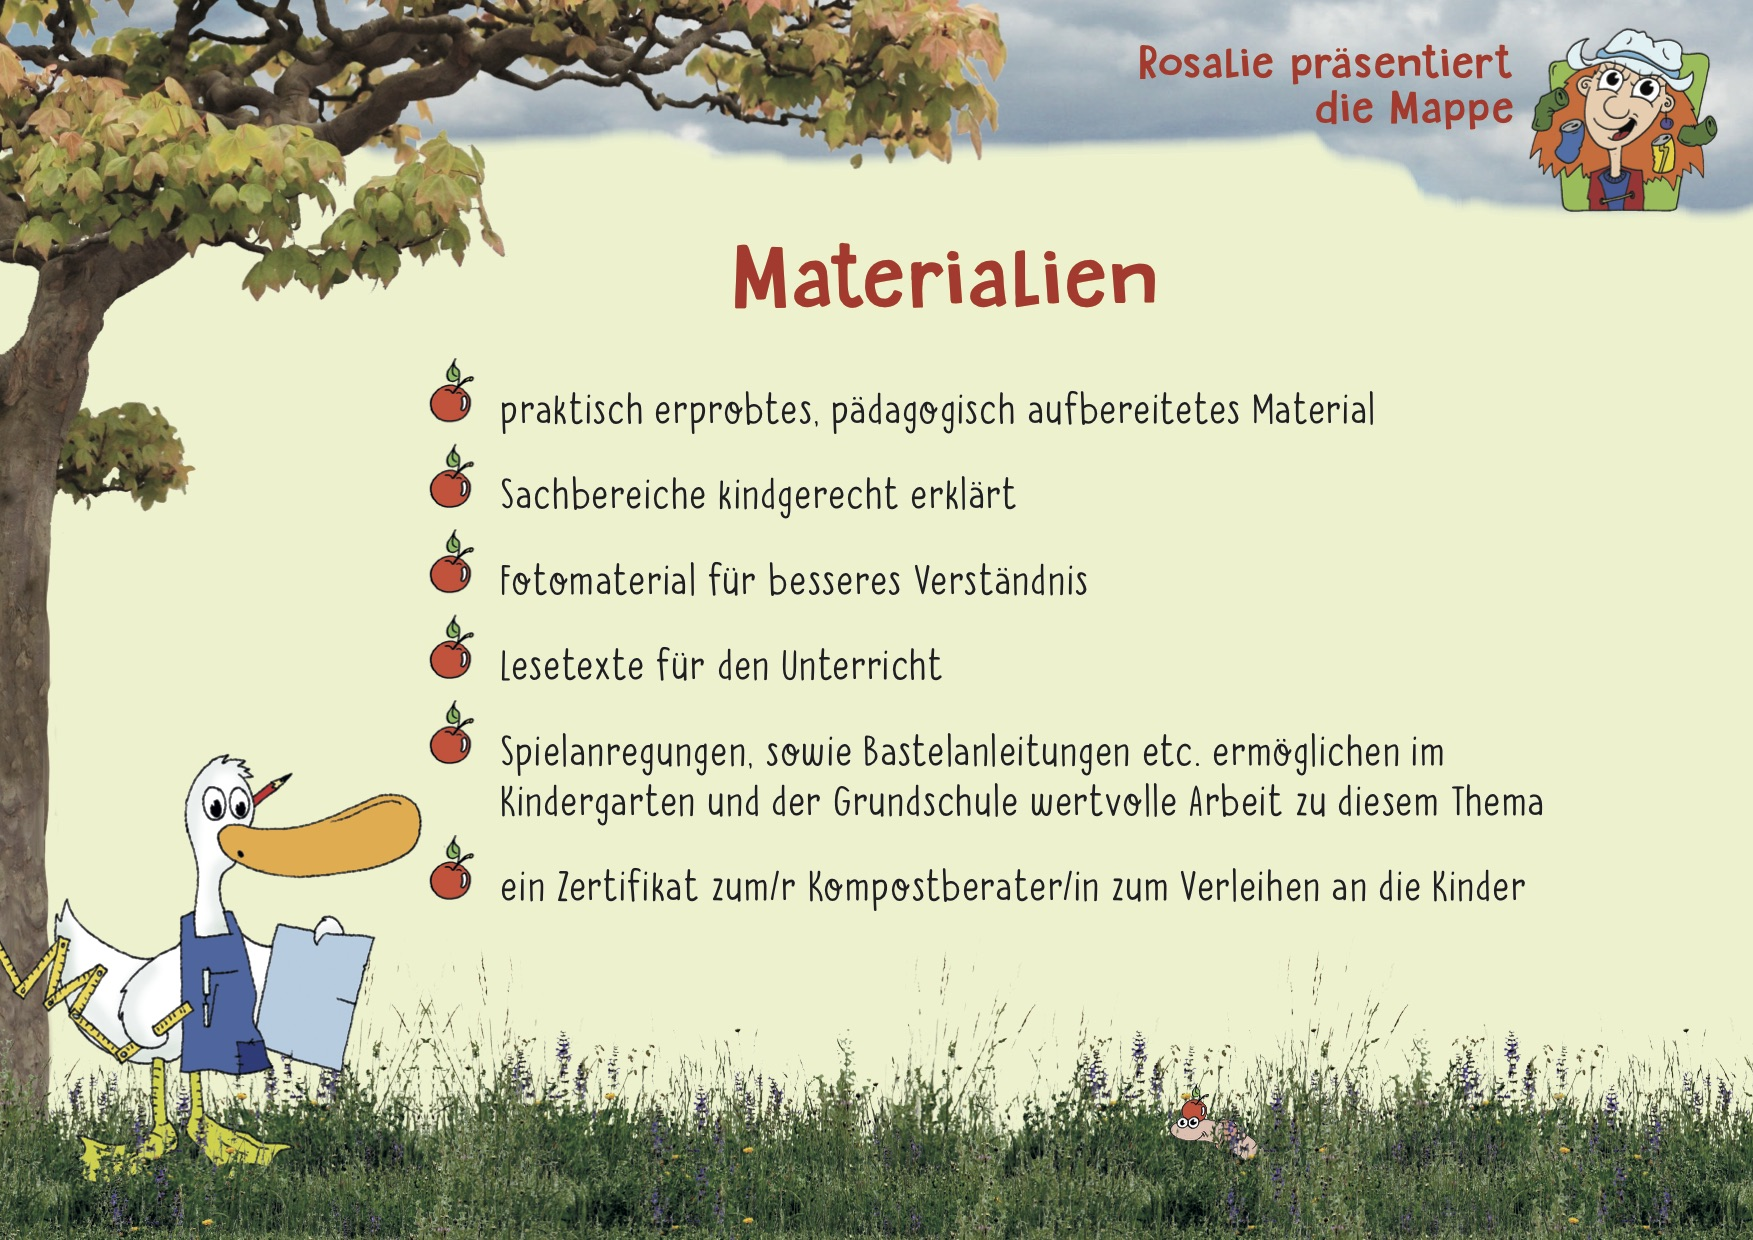 Rosalie präsentiert
die Mappe
Materialien
praktisch erprobtes, pädagogisch aufbereitetes Material
Sachbereiche kindgerecht erklärt
Fotomaterial für besseres Verständnis
Lesetexte für den Unterricht
Spielanregungen, sowie Bastelanleitungen etc. ermöglichen im
Kindergarten und der Grundschule wertvolle Arbeit zu diesem Thema
ein Zertifikat zum/r Kompostberater/in zum Verleihen an die Kinder